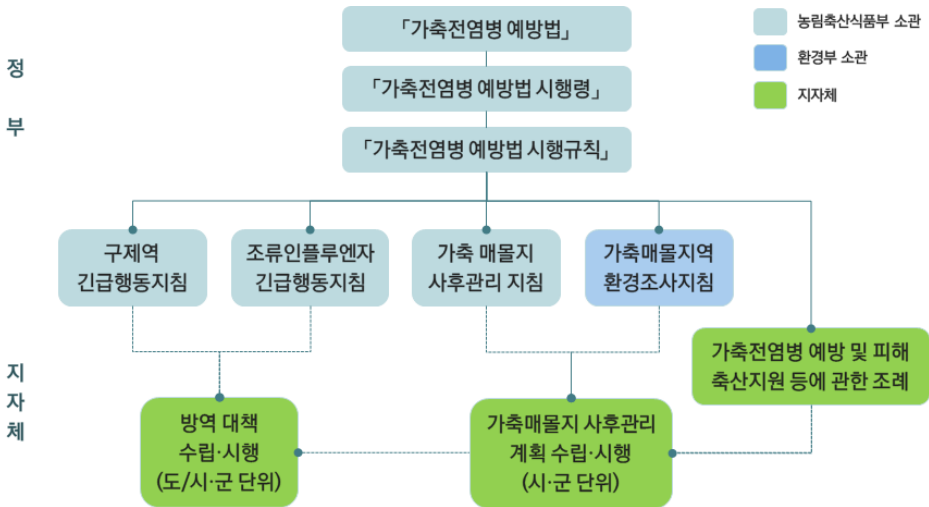 「가축전염병 예방법」
농림축산식품부 소관
환경부 소관
지자체
정
부
「가축전염병 예방법 시행령」
「가축전염병 예방법 시행규칙」
구제역
긴급행동지침
조류인플루엔자
긴급행동지침
가축 매몰지
사후관리 지침
가축매몰지역
환경조사지침
지
자
체
가축전염병 예방 및 피해
축산지원 등에 관한 조례
방역 대책
수립·시행
(도/시·군 단위)
가축매몰지 사후관리
계획 수립·시행
(시·군 단위)